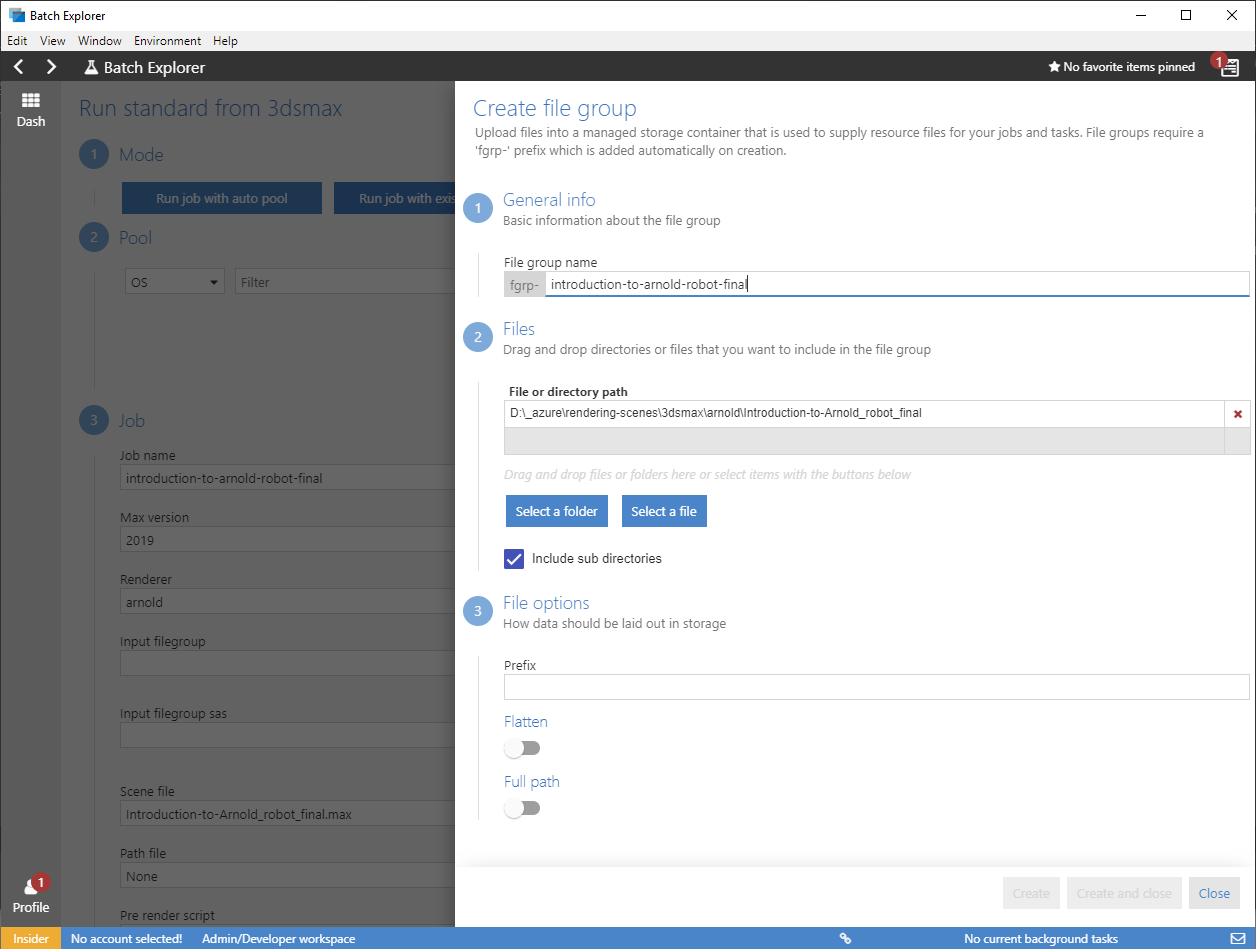 Batch Explorer
Edit View Window Environment Help
Batch Explorer
No favorite items pinned
1
Dash
Run standard from 3dsmax
1 Mode
Run job with auto pool
Run job with exis
2 Pool
OS
Filter
3 Job
Job name
introduction-to-arnold-robot-final
Max version
2019
Renderer
arnold
Input filegroup
Input filegroup sas
Scene file
Introduction-to-Arnold_robot_final.max
Path file
None
Pre render script
1
Profile
Create file group
Upload files into a managed storage container that is used to supply resource files for your jobs and tasks. File groups require a
'fgrp-' prefix which is added automatically on creation.
1 General info
Basic information about the file group
File group name
fgrp- introduction-to-arnold-robot-final
2 Files
Drag and drop directories or files that you want to include in the file group
File or directory path
D:\_azure\rendering-scenes\3dsmax\arnold\Introduction-to-Arnold_robot_final
Drag and drop files or folders here or select items with the buttons below
Select a folder
Select a file
Include sub directories
3 File options
How data should be laid out in storage
Prefix
Flatten
Full path
Create
Create and close
Close
Insider
No account selected!
Admin/Developer workspace
No current background tasks